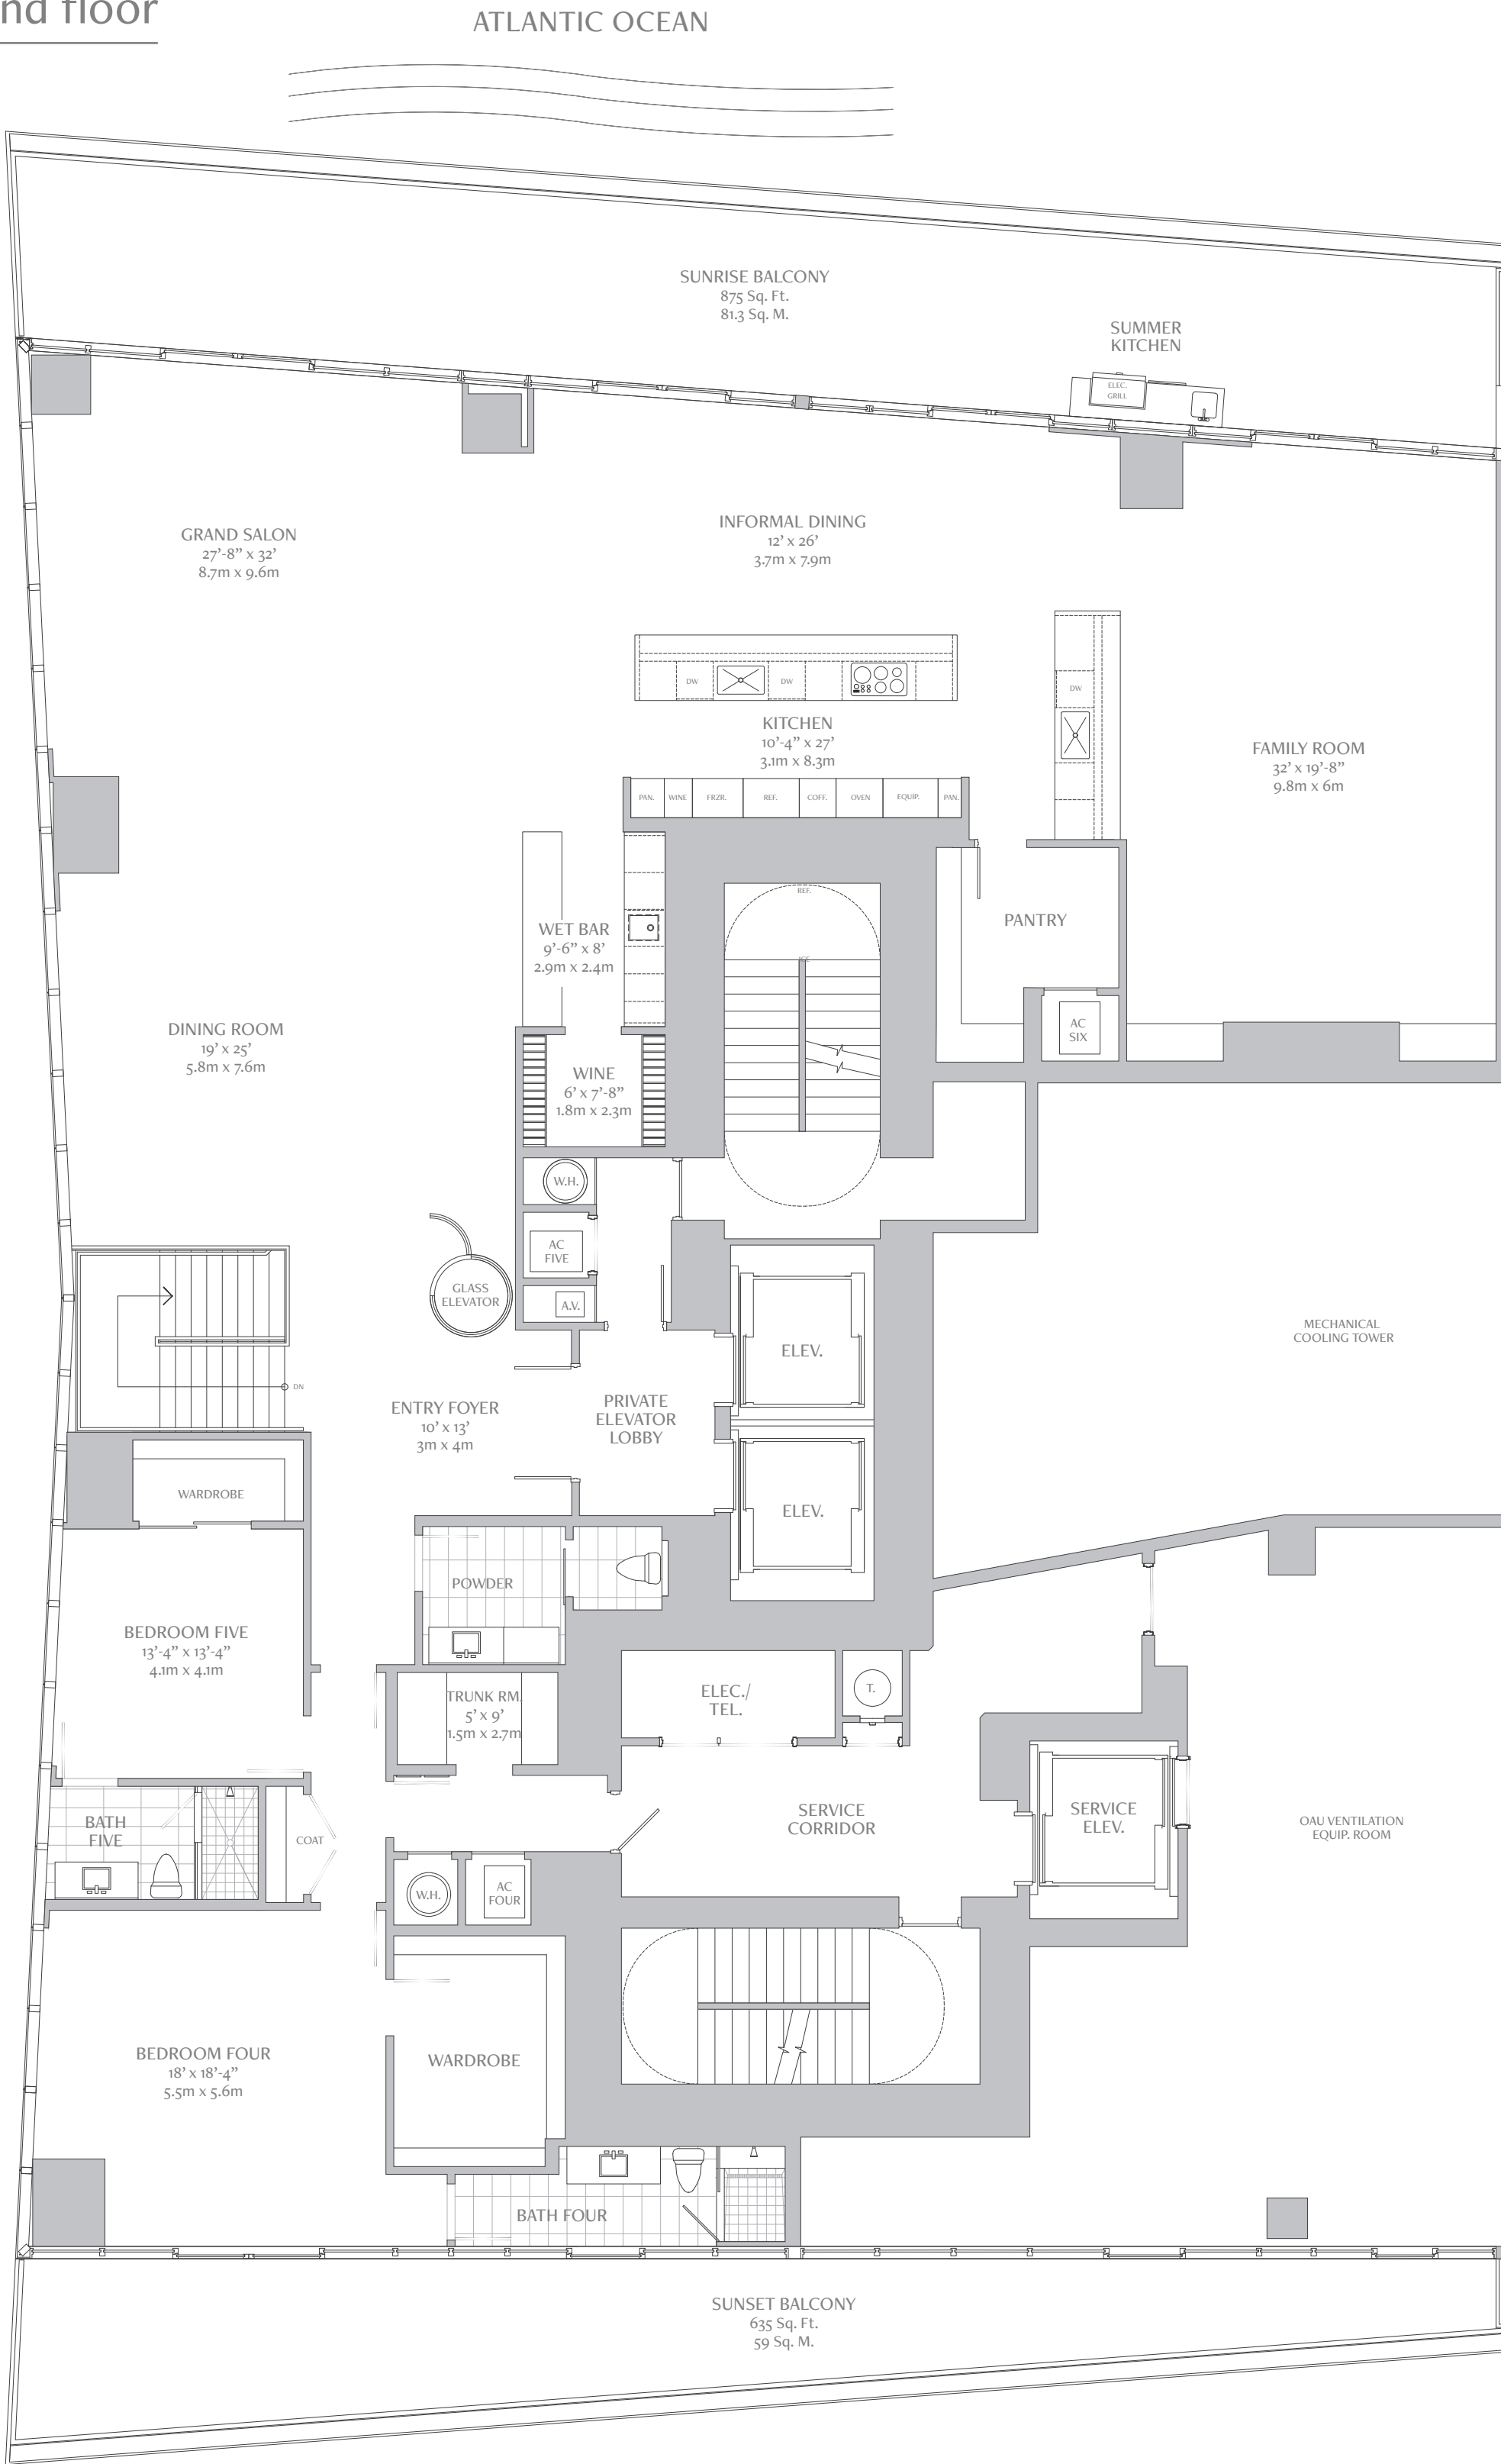 nd floor
ATLANTIC OCEAN
SUNRISE BALCONY
875 Sq. Ft.
81.3 Sq. M.
SUMMER
KITCHEN
ELEC.
GRILL
GRAND SALON
27’-8” x 32’
8.7m x 9.6m
INFORMAL DINING
12’ x 26’
3.7m x 7.9m
DW
DW
DW
KITCHEN
10’-4” x 27’
3.1m x 8.3m
FAMILY ROOM
32’ x 19’-8”
9.8m x 6m
PAN.
WINE
FRZR.
REF.
COFF.
OVEN
EQUIP.
PAN.
REF.
WET BAR
9’-6” x 8’
2.9m x 2.4m
PANTRY
ICE
DINING ROOM
19’ x 25’
5.8m x 7.6m
AC
SIX
WINE
6’ x 7’-8”
1.8m x 2.3m
W.H.
AC
FIVE
GLASS
ELEVATOR
A.V.
MECHANICAL
COOLING TOWER
ELEV.
DN
ENTRY FOYER
10’ x 13’
3m x 4m
PRIVATE
ELEVATOR
LOBBY
WARDROBE
ELEV.
POWDER
BEDROOM FIVE
13’-4” x 13’-4”
4.1m x 4.1m
TRUNK RM.
5’ x 9’
1.5m x 2.7m
ELEC./
TEL.
T.
BATH
FIVE
COAT
SERVICE
CORRIDOR
SERVICE
ELEV.
OAU VENTILATION
EQUIP. ROOM
W.H.
AC
FOUR
BEDROOM FOUR
18’ x 18’-4”
5.5m x 5.6m
WARDROBE
BATH FOUR
SUNSET BALCONY
635 Sq. Ft.
59 Sq. M.